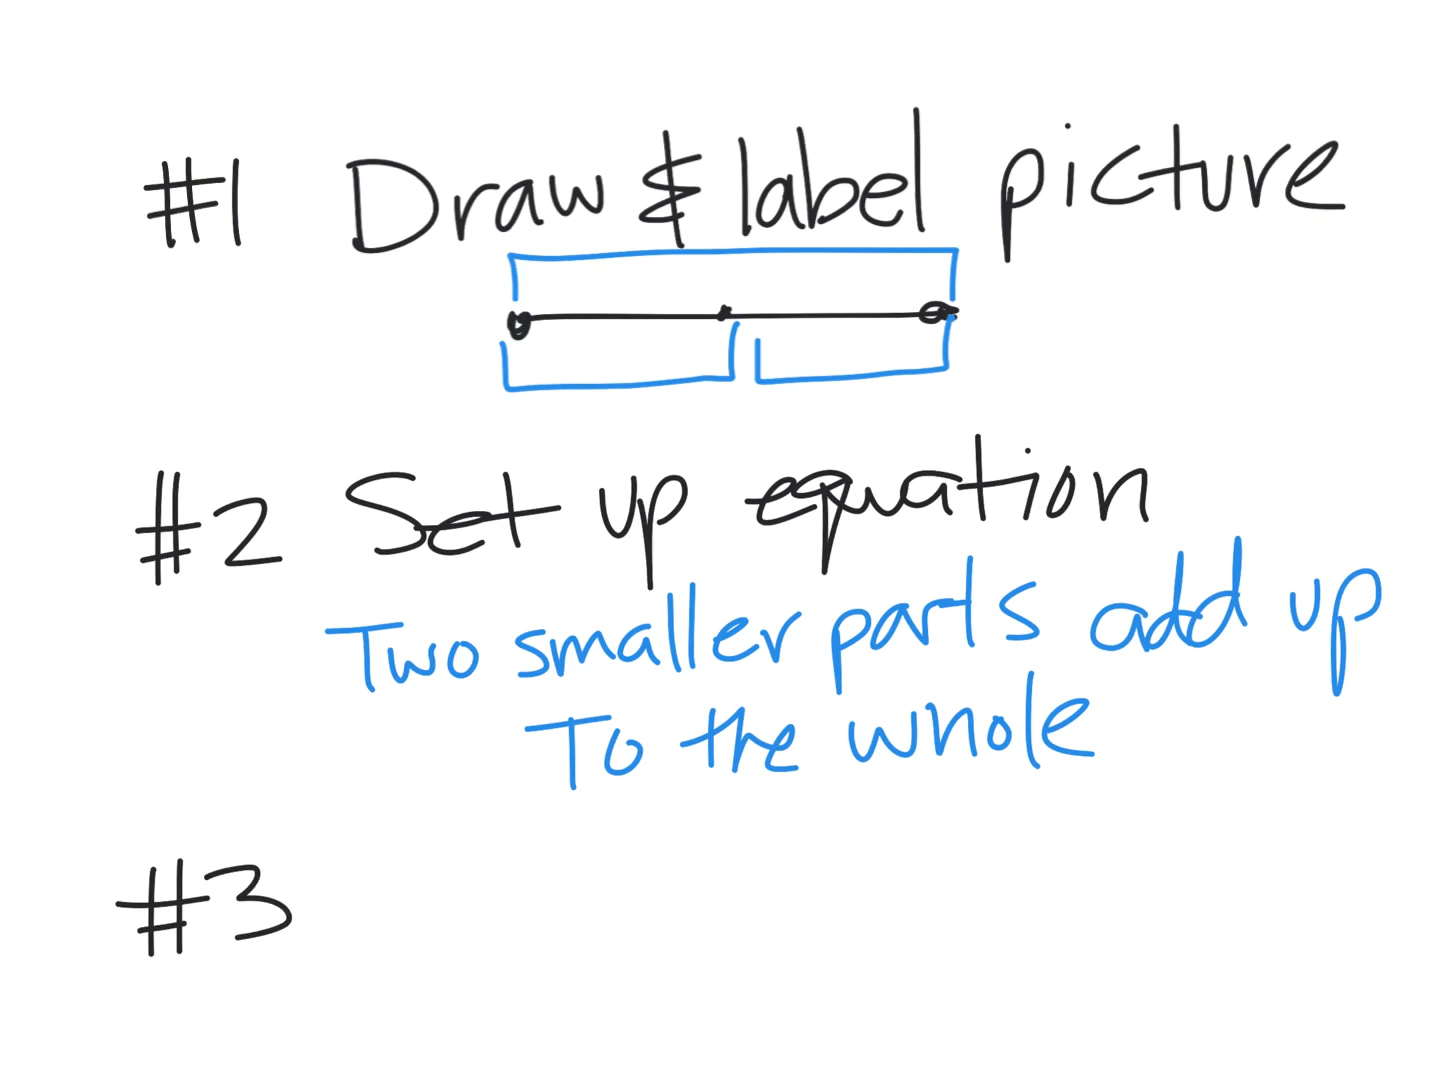 #1 Draw & label picture
#2 Set up equation
Two smaller parts add up
To the whole
#3